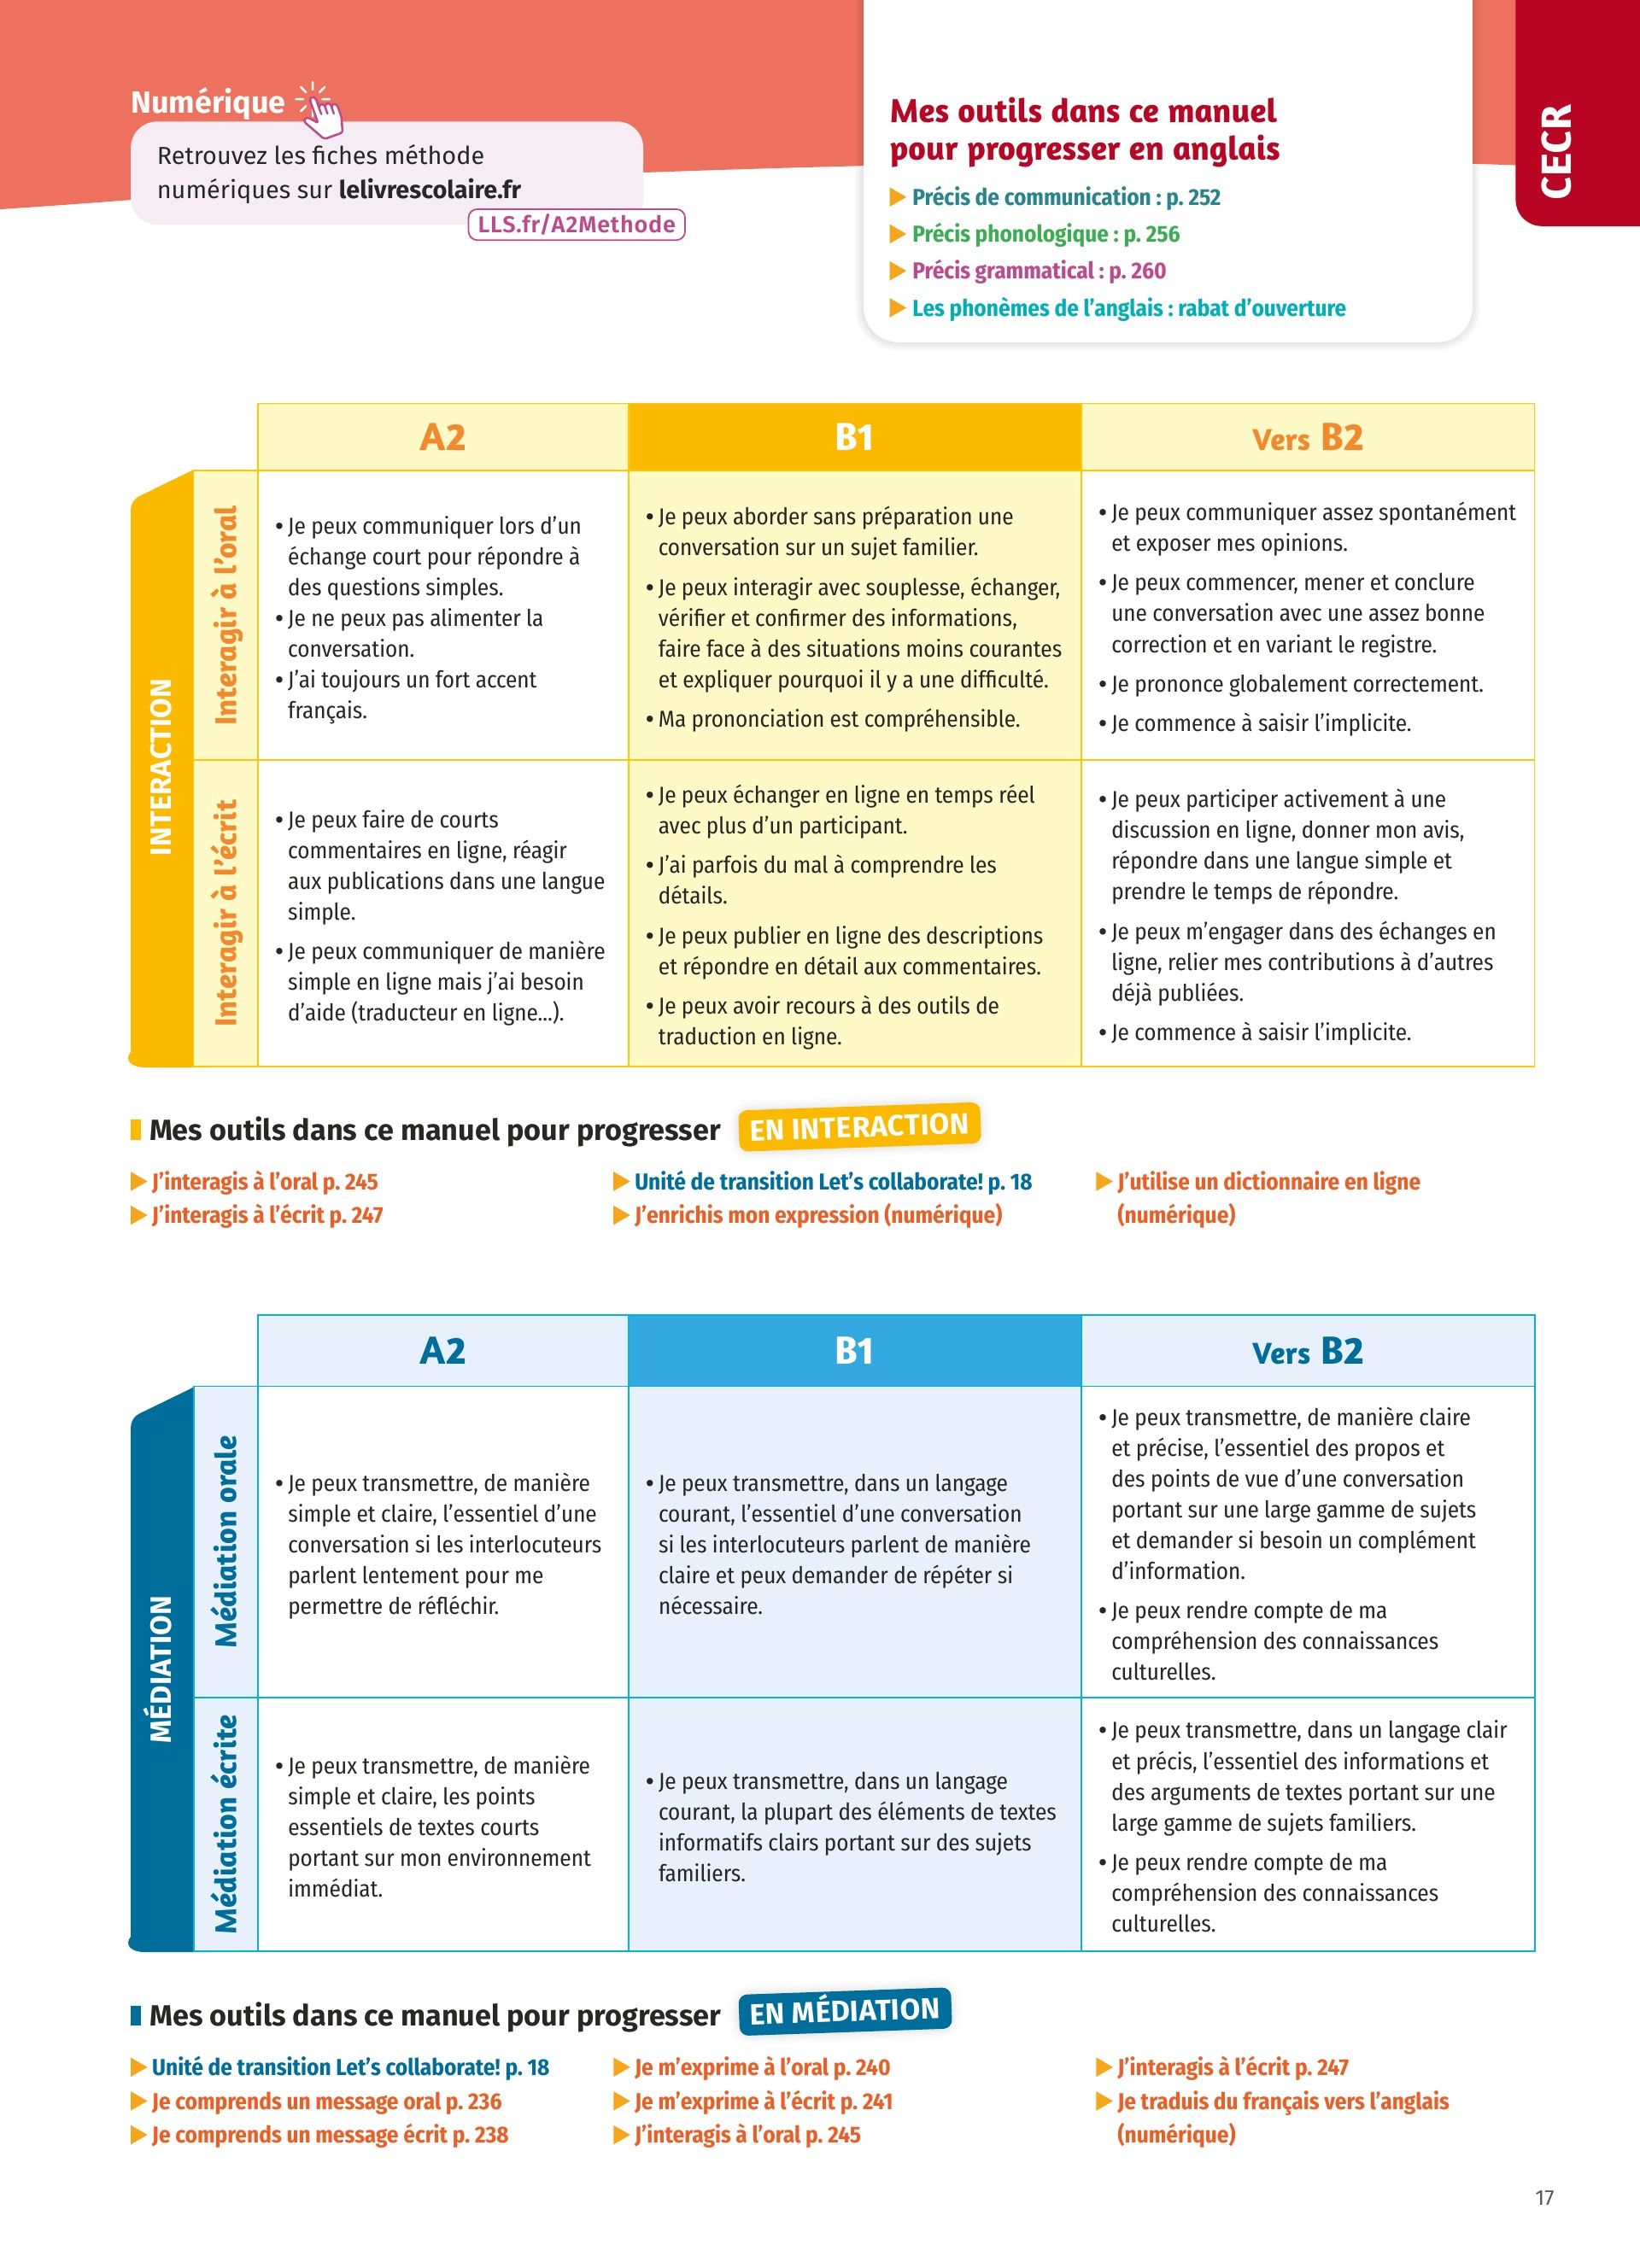 Numérique
Retrouvez les fiches méthode
numériques sur lelivrescolaire.fr
LLS.fr/A2Methode
Mes outils dans ce manuel
pour progresser en anglais
Précis de communication : p. 252
Précis phonologique : p. 256
Précis grammatical : p. 260
Les phonèmes de l'anglais : rabat d'ouverture
CECR
A2
B1
Vers B2
INTERACTION
Interagir à l'oral
• Je peux communiquer lors d'un
échange court pour répondre à
des questions simples.
• Je ne peux pas alimenter la
conversation.
• J'ai toujours un fort accent
français.
• Je peux aborder sans préparation une
conversation sur un sujet familier.
• Je peux interagir avec souplesse, échanger,
vérifier et confirmer des informations,
faire face à des situations moins courantes
et expliquer pourquoi il y a une difficulté.
• Ma prononciation est compréhensible.
• Je peux communiquer assez spontanément
et exposer mes opinions.
• Je peux commencer, mener et conclure
une conversation avec une assez bonne
correction et en variant le registre.
• Je prononce globalement correctement.
• Je commence à saisir l'implicite.
Interagir à l'écrit
• Je peux faire de courts
commentaires en ligne, réagir
aux publications dans une langue
simple.
• Je peux communiquer de manière
simple en ligne mais j'ai besoin
d'aide (traducteur en ligne...).
• Je peux échanger en ligne en temps réel
avec plus d'un participant.
• J'ai parfois du mal à comprendre les
détails.
• Je peux publier en ligne des descriptions
et répondre en détail aux commentaires.
• Je peux avoir recours à des outils de
traduction en ligne.
• Je peux participer activement à une
discussion en ligne, donner mon avis,
répondre dans une langue simple et
prendre le temps de répondre.
• Je peux m'engager dans des échanges en
ligne, relier mes contributions à d'autres
déjà publiées.
• Je commence à saisir l'implicite.
Mes outils dans ce manuel pour progresser EN INTERACTION
J'interagis à l'oral p. 245
J'interagis à l'écrit p. 247
Unité de transition Let's collaborate! p. 18
J'enrichis mon expression (numérique)
J'utilise un dictionnaire en ligne
(numérique)
A2
B1
Vers B2
MÉDIATION
Médiation orale
• Je peux transmettre, de manière
simple et claire, l'essentiel d'une
conversation si les interlocuteurs
parlent lentement pour me
permettre de réfléchir.
• Je peux transmettre, dans un langage
courant, l'essentiel d'une conversation
si les interlocuteurs parlent de manière
claire et peux demander de répéter si
nécessaire.
• Je peux transmettre, de manière claire
et précise, l'essentiel des propos et
des points de vue d'une conversation
portant sur une large gamme de sujets
et demander si besoin un complément
d'information.
• Je peux rendre compte de ma
compréhension des connaissances
culturelles.
Médiation écrite
• Je peux transmettre, de manière
simple et claire, les points
essentiels de textes courts
portant sur mon environnement
immédiat.
• Je peux transmettre, dans un langage
courant, la plupart des éléments de textes
informatifs clairs portant sur des sujets
familiers.
• Je peux transmettre, dans un langage clair
et précis, l'essentiel des informations et
des arguments de textes portant sur une
large gamme de sujets familiers.
• Je peux rendre compte de ma
compréhension des connaissances
culturelles.
Mes outils dans ce manuel pour progresser EN MÉDIATION
Unité de transition Let's collaborate! p. 18
Je comprends un message oral p. 236
Je comprends un message écrit p. 238
Je m'exprime à l'oral p. 240
Je m'exprime à l'écrit p. 241
J'interagis à l'oral p. 245
J'interagis à l'écrit p. 247
Je traduis du français vers l'anglais
(numérique)
17